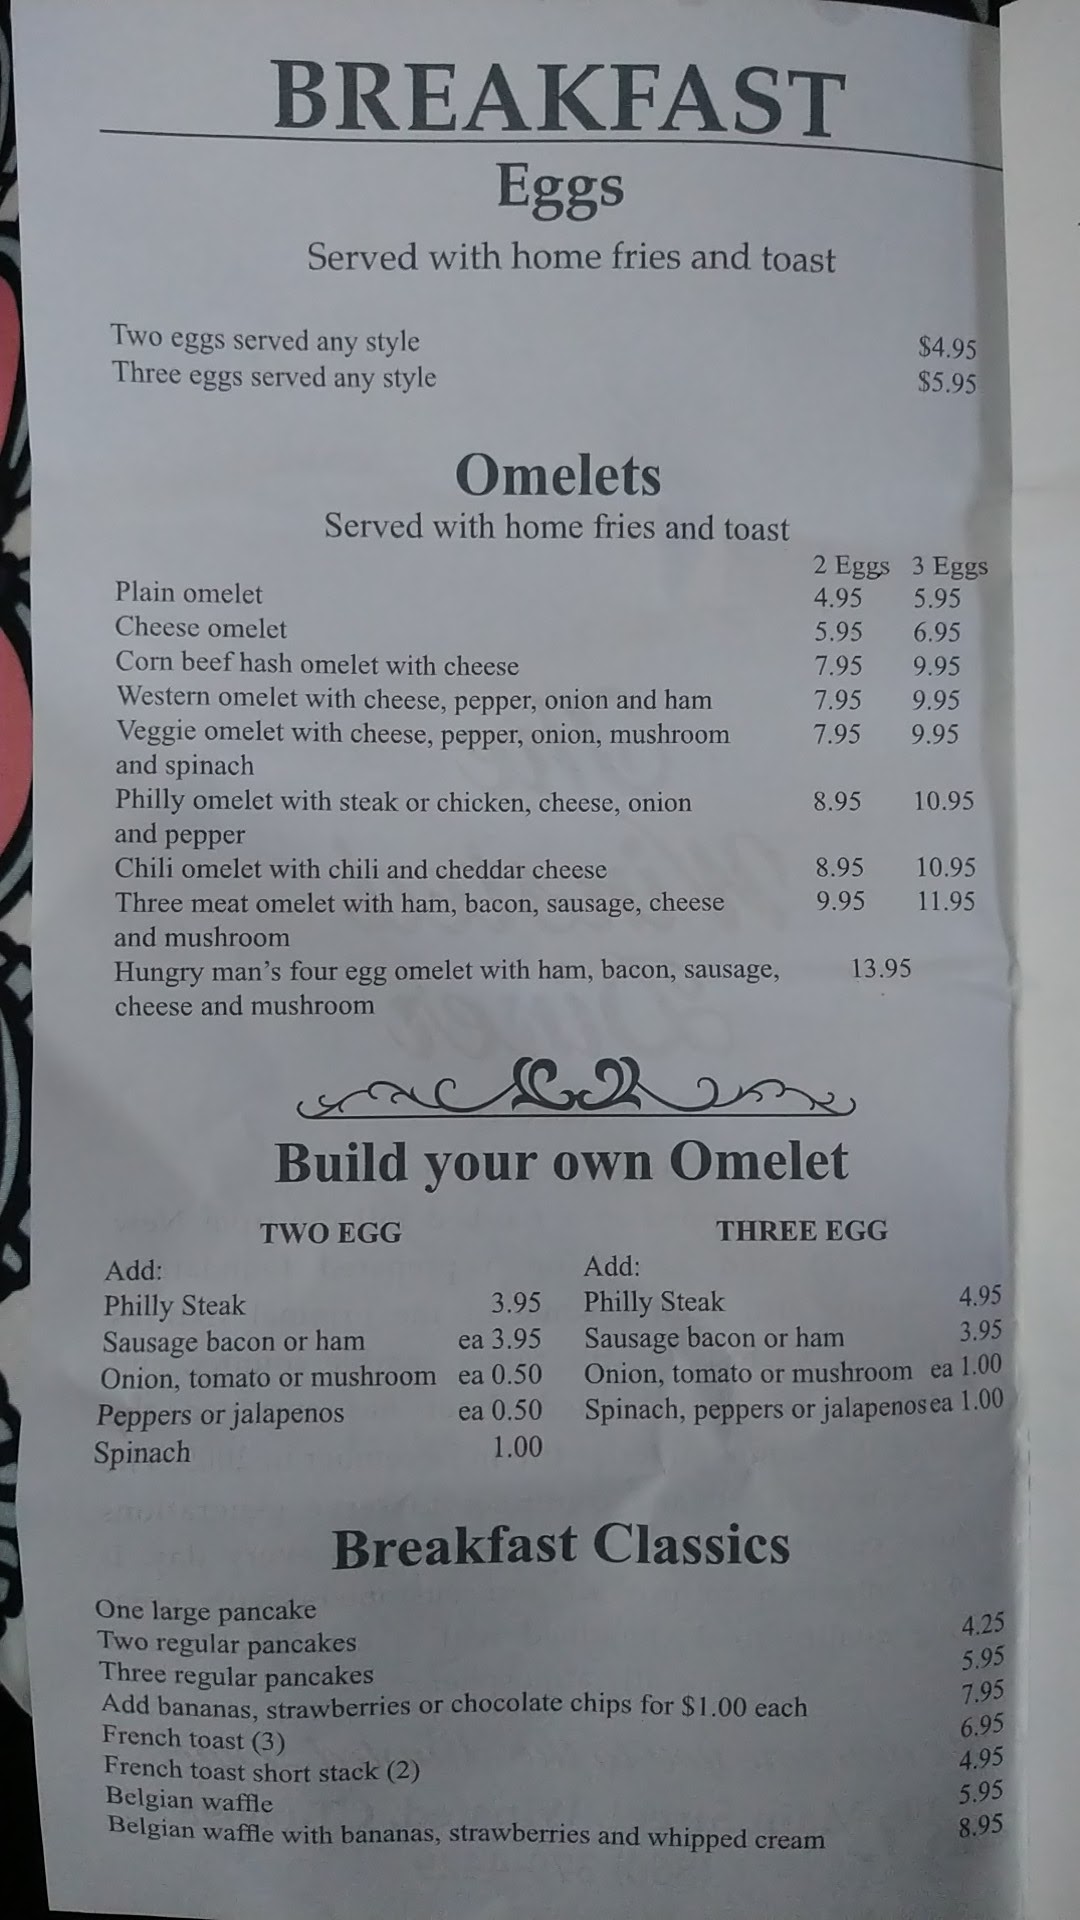 BREAKFAST
Eggs
Served with home fries and toast
Two eggs served any style $4.95
Three eggs served any style $5.95
Omelets
Served with home fries and toast
2 Eggs 3 Eggs
Plain omelet 4.95 5.95
Cheese omelet 5.95 6.95
Corn beef hash omelet with cheese 7.95 9.95
Western omelet with cheese, pepper, onion and ham 7.95 9.95
Veggie omelet with cheese, pepper, onion, mushroom 7.95 9.95
and spinach
Philly omelet with steak or chicken, cheese, onion 8.95 10.95
and pepper
Chili omelet with chili and cheddar cheese 8.95 10.95
Three meat omelet with ham, bacon, sausage, cheese 9.95 11.95
and mushroom
Hungry man's four egg omelet with ham, bacon, sausage, 13.95
cheese and mushroom
Build your own Omelet
TWO EGG THREE EGG
Add: Add:
Philly Steak 3.95 Philly Steak 4.95
Sausage bacon or ham ea 3.95 Sausage bacon or ham 3.95
Onion, tomato or mushroom ea 0.50 Onion, tomato or mushroom ea 1.00
Peppers or jalapenos ea 0.50 Spinach, peppers or jalapenos ea 1.00
Spinach 1.00
Breakfast Classics
One large pancake 4.25
Two regular pancakes 5.95
Three regular pancakes 7.95
Add bananas, strawberries or chocolate chips for $1.00 each
French toast (3) 6.95
French toast short stack (2) 4.95
Belgian waffle 5.95
Belgian waffle with bananas, strawberries and whipped cream 8.95